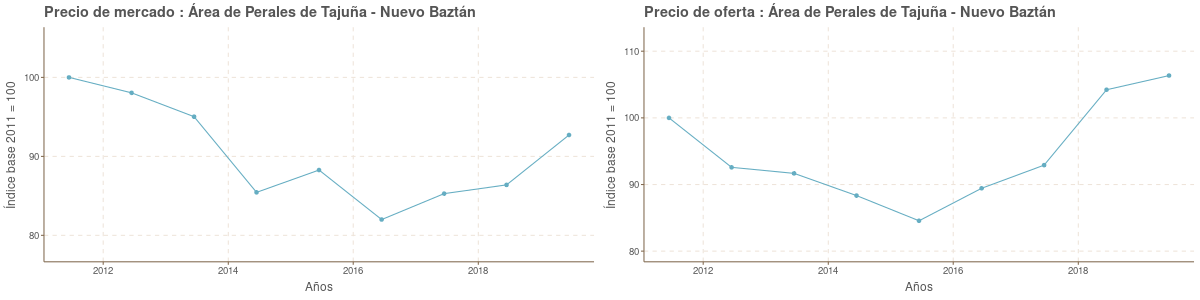 Precio de mercado : Área de Perales de Tajuña - Nuevo Baztán
Índice base 2011 = 100
100
90
80
2012 2014 2016 2018
Años
Precio de oferta : Área de Perales de Tajuña - Nuevo Baztán
Índice base 2011 = 100
110
100
90
80
2012 2014 2016 2018
Años